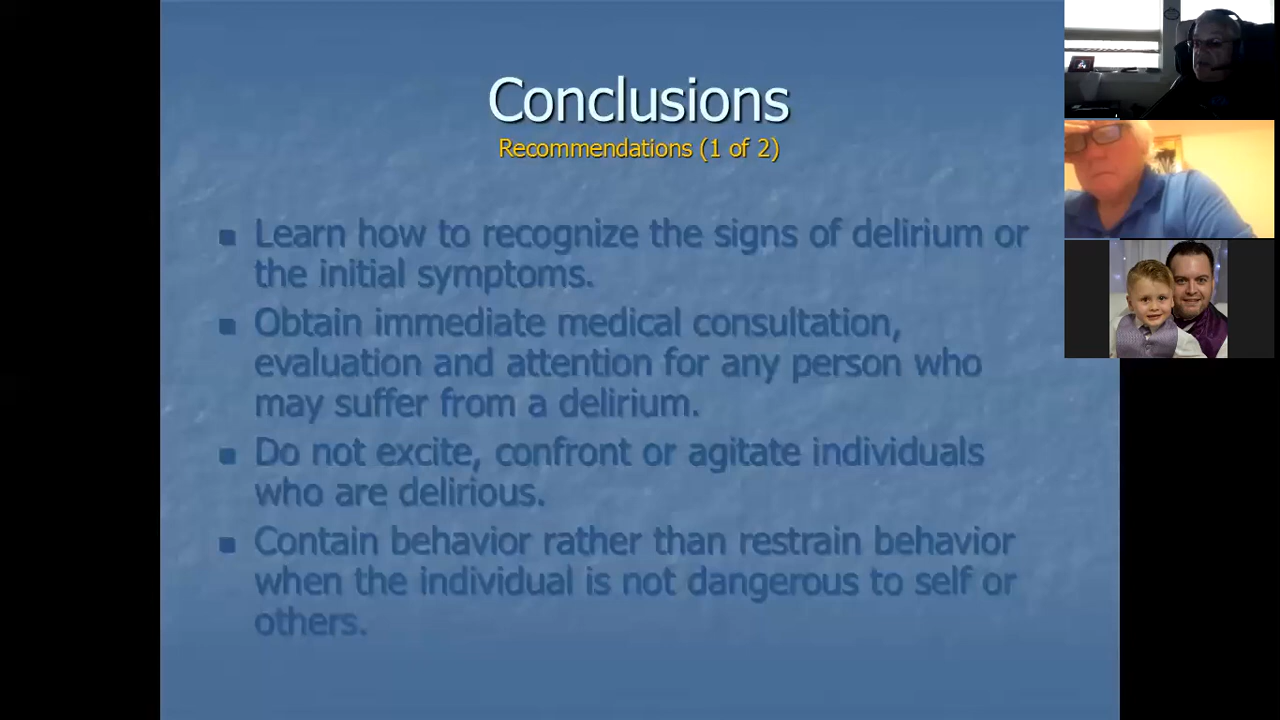 Conclusions
Recommendations (1 of 2)
■ Learn how to recognize the signs of delirium or
the initial symptoms.
■ Obtain immediate medical consultation,
evaluation and attention for any person who
may suffer from a delirium.
■ Do not excite, confront or agitate individuals
who are delirious.
■ Contain behavior rather than restrain behavior
when the individual is not dangerous to self or
others.